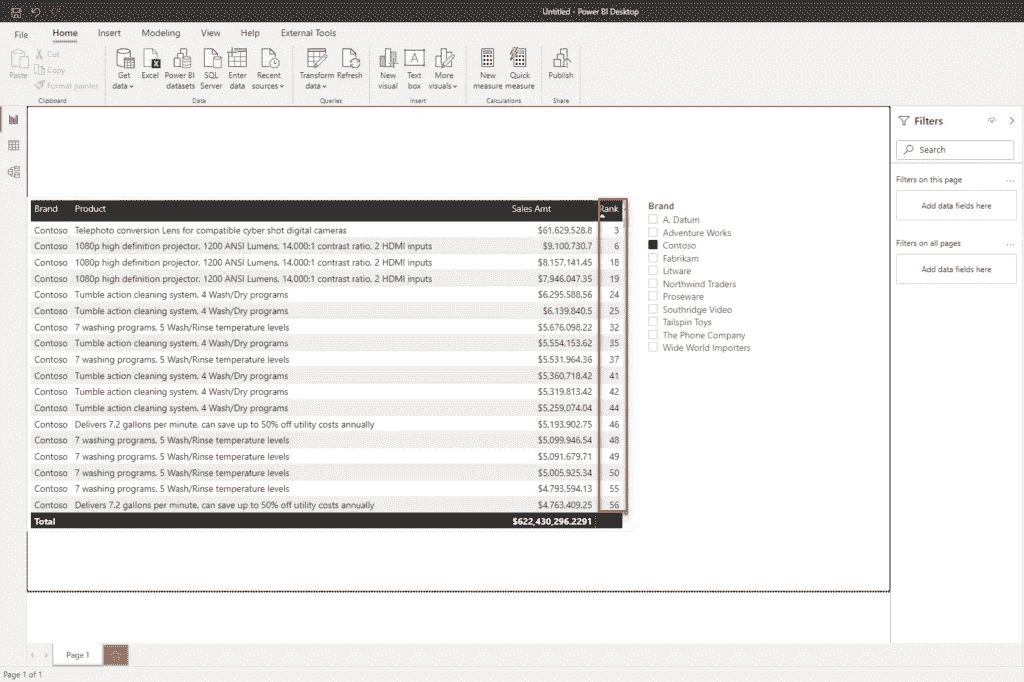 Untitled - Power BI Desktop
File Home Insert Modeling View Help External Tools
Paste
Cut
Copy
Format painter
Clipboard
Get data
Excel
Power BI datasets
SQL Server
Enter data
Recent sources
Data
Transform data
Refresh
Queries
New visual
Text box
More visuals
Insert
New measure
Quick measure
Calculations
Publish
Share
Brand Product Sales Amt Rank
Contoso Telephoto conversion Lens for compatible cyber shot digital cameras $61,629,528.8 3
Contoso 1080p high definition projector, 1200 ANSI Lumens, 14,000:1 contrast ratio, 2 HDMI inputs $9,100,730.7 6
Contoso 1080p high definition projector, 1200 ANSI Lumens, 14,000:1 contrast ratio, 2 HDMI inputs $8,157,141.45 18
Contoso 1080p high definition projector, 1200 ANSI Lumens, 14,000:1 contrast ratio, 2 HDMI inputs $7,946,047.35 19
Contoso Tumble action cleaning system, 4 Wash/Dry programs $6,295,588.56 24
Contoso Tumble action cleaning system, 4 Wash/Dry programs $6,139,840.5 25
Contoso 7 washing programs, 5 Wash/Rinse temperature levels $5,676,098.22 32
Contoso Tumble action cleaning system, 4 Wash/Dry programs $5,554,153.62 35
Contoso 7 washing programs, 5 Wash/Rinse temperature levels $5,531,964.36 37
Contoso Tumble action cleaning system, 4 Wash/Dry programs $5,360,718.42 41
Contoso Tumble action cleaning system, 4 Wash/Dry programs $5,319,813.42 42
Contoso Tumble action cleaning system, 4 Wash/Dry programs $5,259,074.04 44
Contoso Delivers 7.2 gallons per minute, can save up to 50% off utility costs annually $5,193,902.75 46
Contoso 7 washing programs, 5 Wash/Rinse temperature levels $5,099,946.54 48
Contoso 7 washing programs, 5 Wash/Rinse temperature levels $5,091,679.71 49
Contoso 7 washing programs, 5 Wash/Rinse temperature levels $5,005,925.34 50
Contoso 7 washing programs, 5 Wash/Rinse temperature levels $4,793,594.13 55
Contoso Delivers 7.2 gallons per minute, can save up to 50% off utility costs annually $4,763,409.25 56
Total $622,430,296.2291
Brand
A. Datum
Adventure Works
Contoso
Fabrikam
Litware
Northwind Traders
Proseware
Southridge Video
Tailspin Toys
The Phone Company
Wide World Importers
Filters
Search
Filters on this page
Add data fields here
Filters on all pages
Add data fields here
Page 1
Page 1 of 1